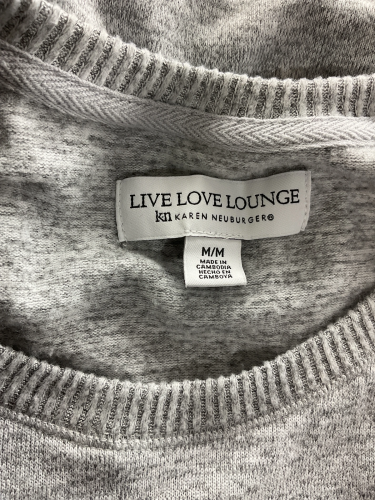 LIVE LOVE LOUNGE
kn KAREN NEUBURGER®
M/M
MADE IN
CAMBODIA
HECHO EN
CAMBOYA